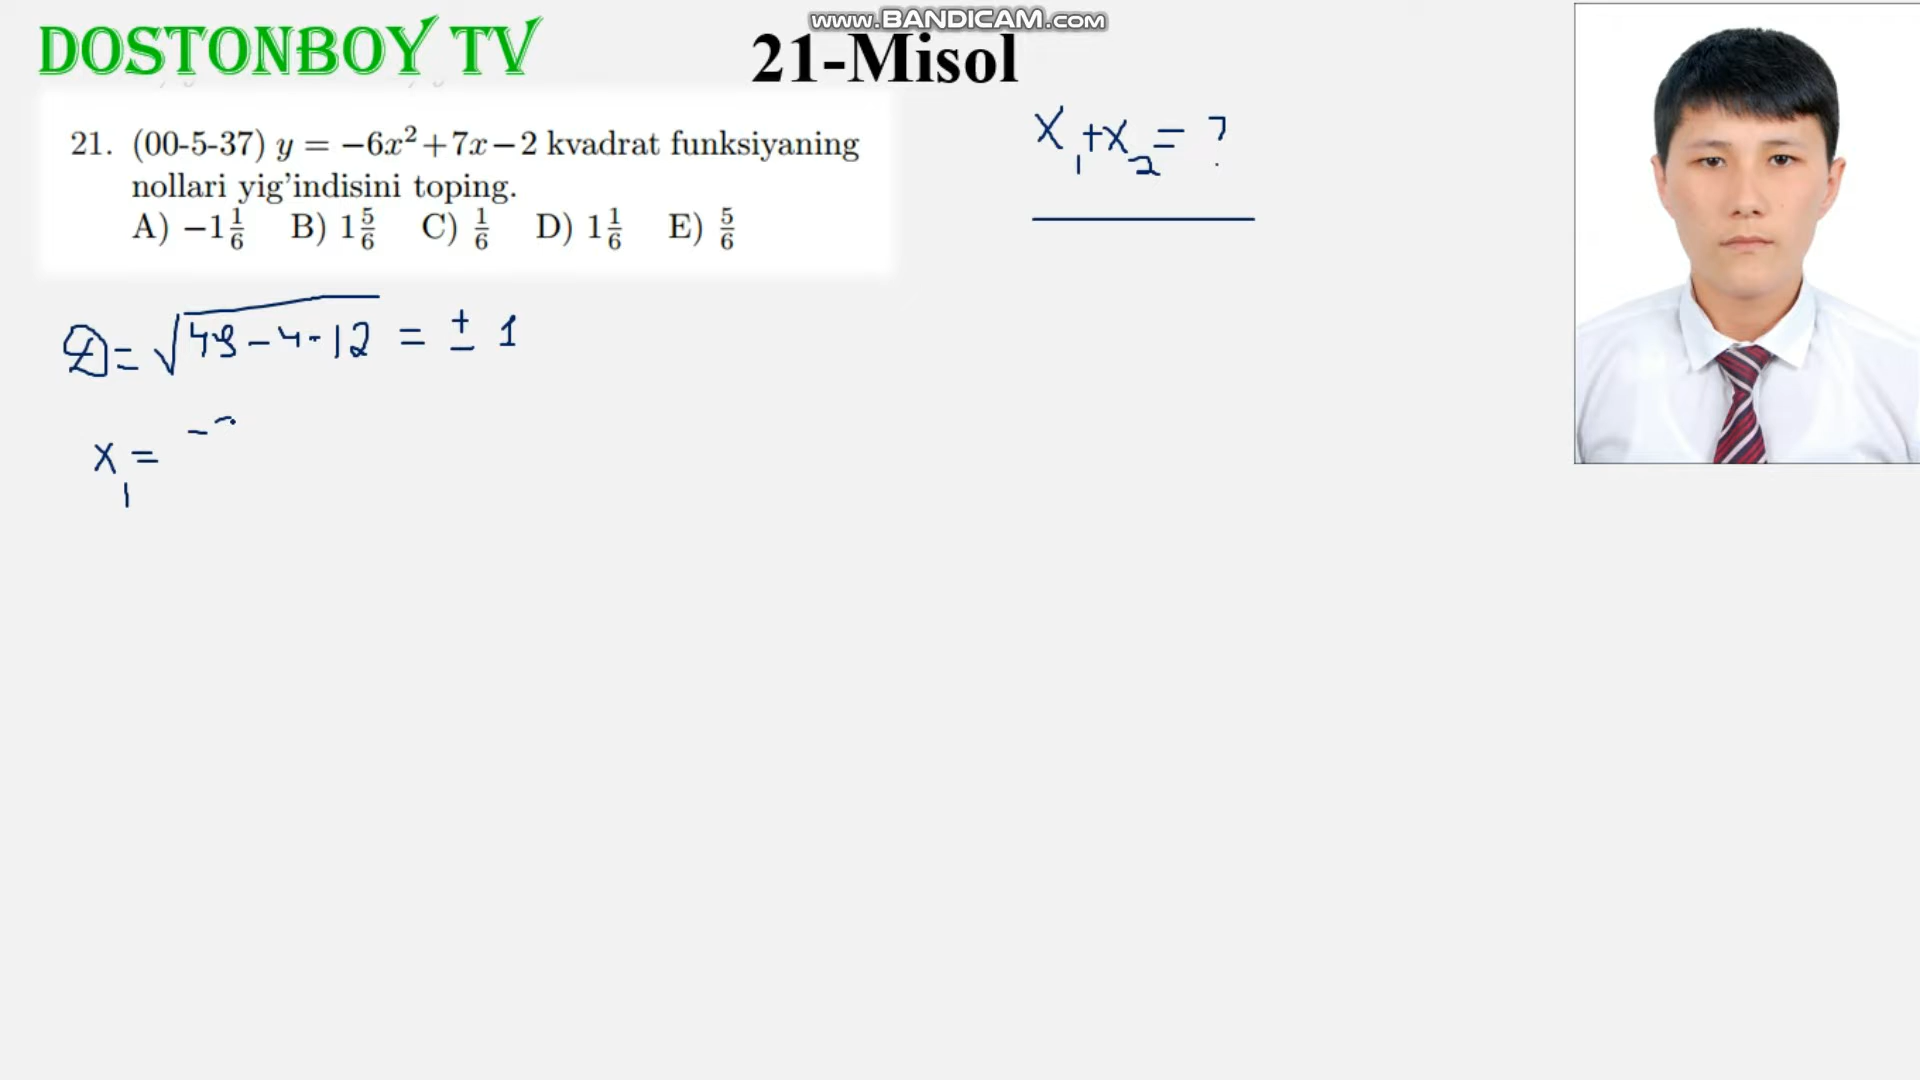 www.BANDICAM.com
DOSTONBOY TV
21-Misol
21. (00-5-37) y = −6x² + 7x − 2 kvadrat funksiyaning
nollari yig'indisini toping.
A) −1 1/6 B) 1 5/6 C) 1/6 D) 1 1/6 E) 5/6
x₁ + x₂ = ?
D = √49 − 4 · 12 = ± 1
x₁ = −